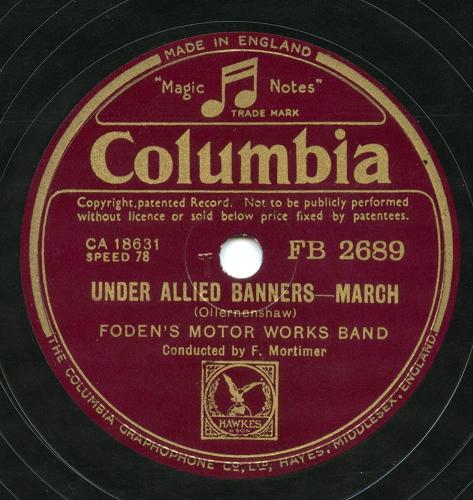 MADE IN ENGLAND
"Magic Notes"
TRADE MARK
Columbia
Copyright, patented Record. Not to be publicly performed
without licence or sold below price fixed by patentees.
CA 18631
SPEED 78
FB 2689
UNDER ALLIED BANNERS—MARCH
(Ollernenshaw)
FODEN'S MOTOR WORKS BAND
Conducted by F. Mortimer
HAWKES
& SON
THE COLUMBIA GRAPHOPHONE CO, LTD, HAYES, MIDDLESEX, ENGLAND.